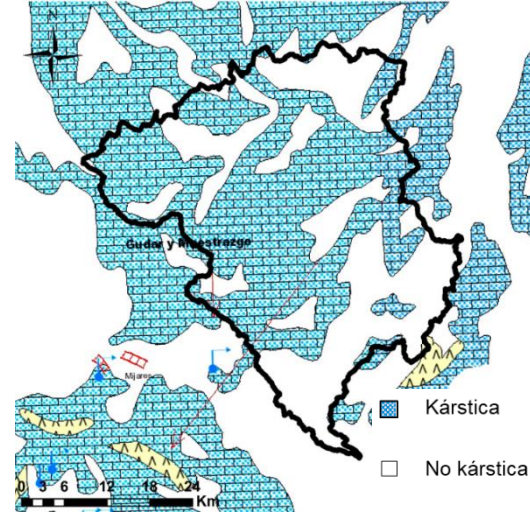 N
Gudar y Maestrazgo
Mijares
Kárstica
No kárstica
0 3 6 12 18 24
Km